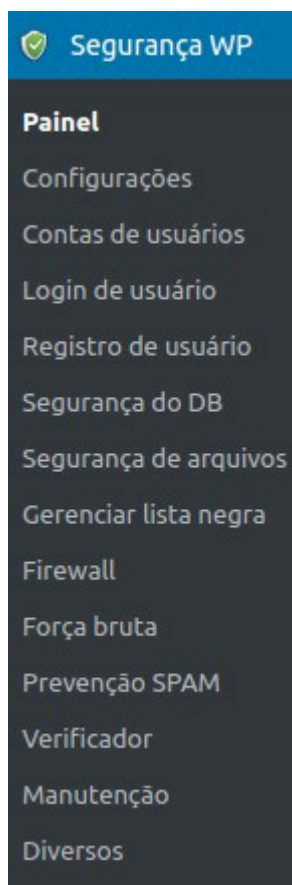 Segurança WP
Painel
Configurações
Contas de usuários
Login de usuário
Registro de usuário
Segurança do DB
Segurança de arquivos
Gerenciar lista negra
Firewall
Força bruta
Prevenção SPAM
Verificador
Manutenção
Diversos